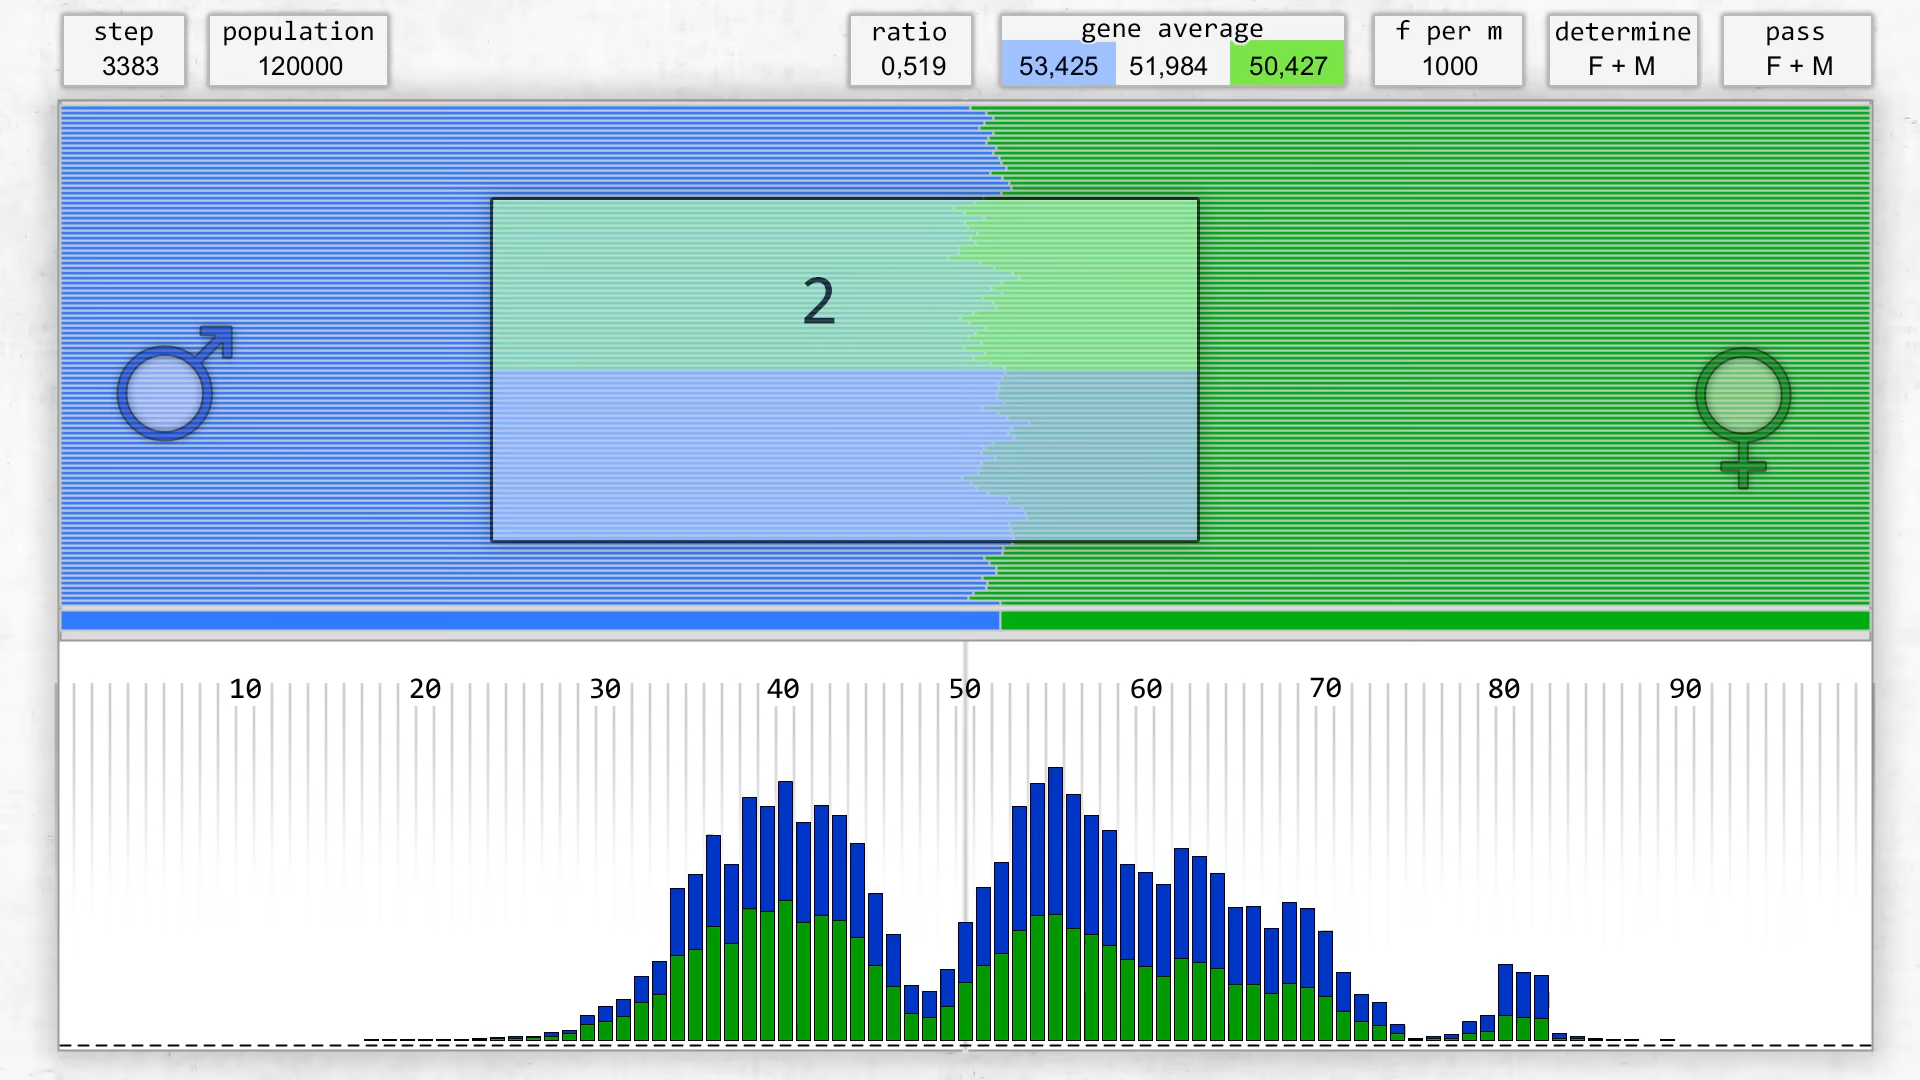 step population ratio gene average f per m determine pass
3383 120000 0,519 53,425 51,984 50,427 1000 F + M F + M
2
10 20 30 40 50 60 70 80 90